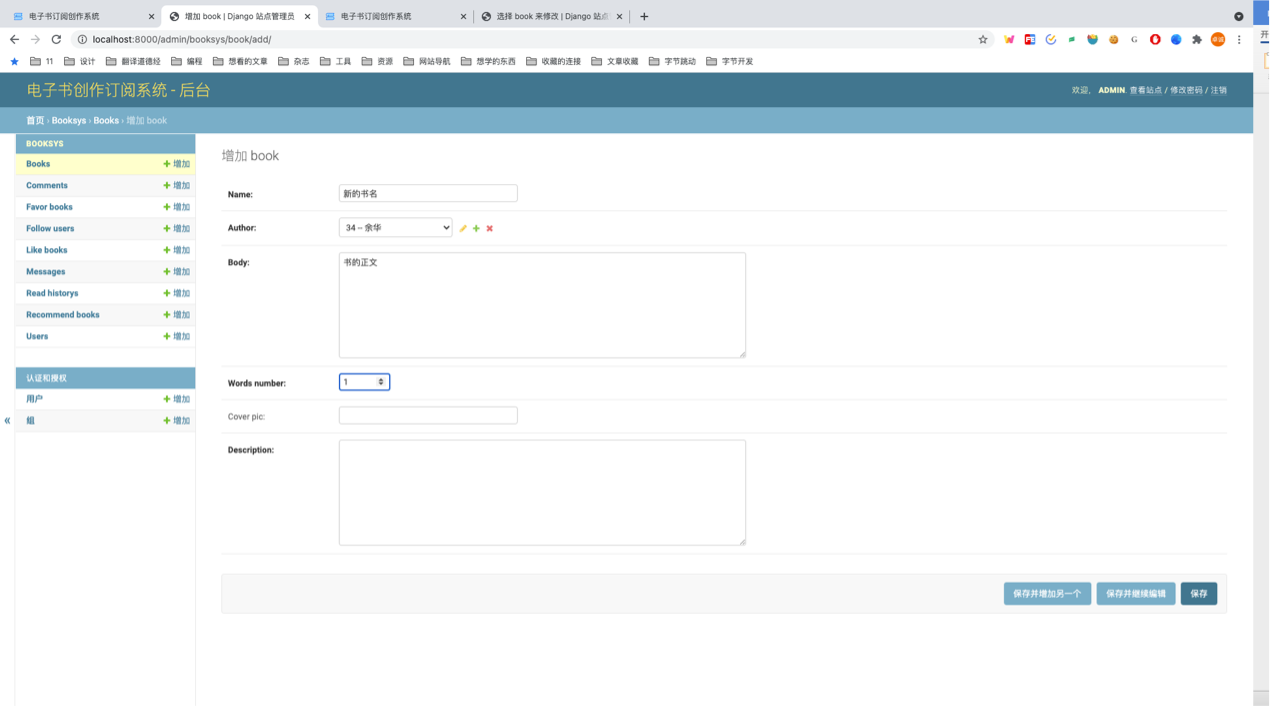 电子书订阅创作系统
增加 book | Django 站点管理员
电子书订阅创作系统
选择 book 来修改 | Django 站点
localhost:8000/admin/booksys/book/add/
11 设计 翻译道德经 编程 想看的文章 杂志 工具 资源 网站导航 想学的东西 收藏的连接 文章收藏 字节跳动 字节开发
开
电子书创作订阅系统 - 后台
欢迎， ADMIN. 查看站点 / 修改密码 / 注销
首页 › Booksys › Books › 增加 book
BOOKSYS
Books 增加
Comments 增加
Favor books 增加
Follow users 增加
Like books 增加
Messages 增加
Read historys 增加
Recommend books 增加
Users 增加
认证和授权
用户 增加
组 增加
«
增加 book
Name: 新的书名
Author: 34 -- 余华
Body: 书的正文
Words number: 1
Cover pic:
Description:
保存并增加另一个 保存并继续编辑 保存